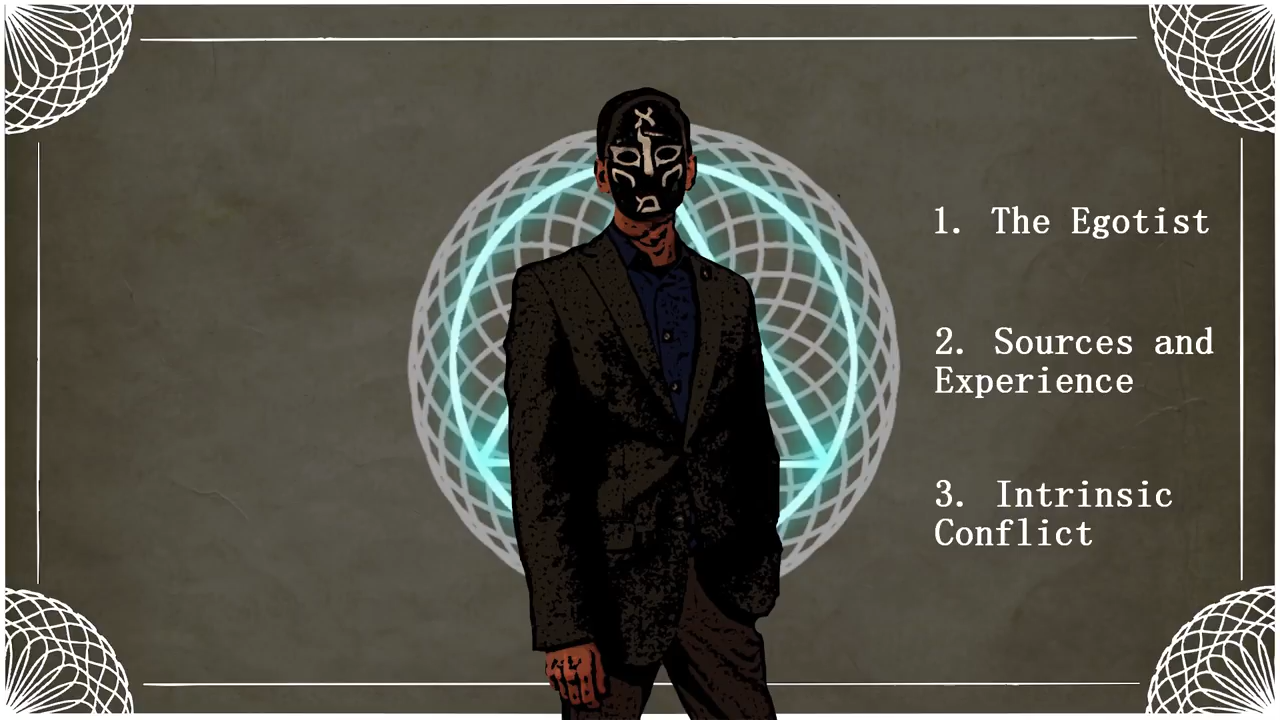 א
מ
1. The Egotist
2. Sources and
Experience
3. Intrinsic
Conflict